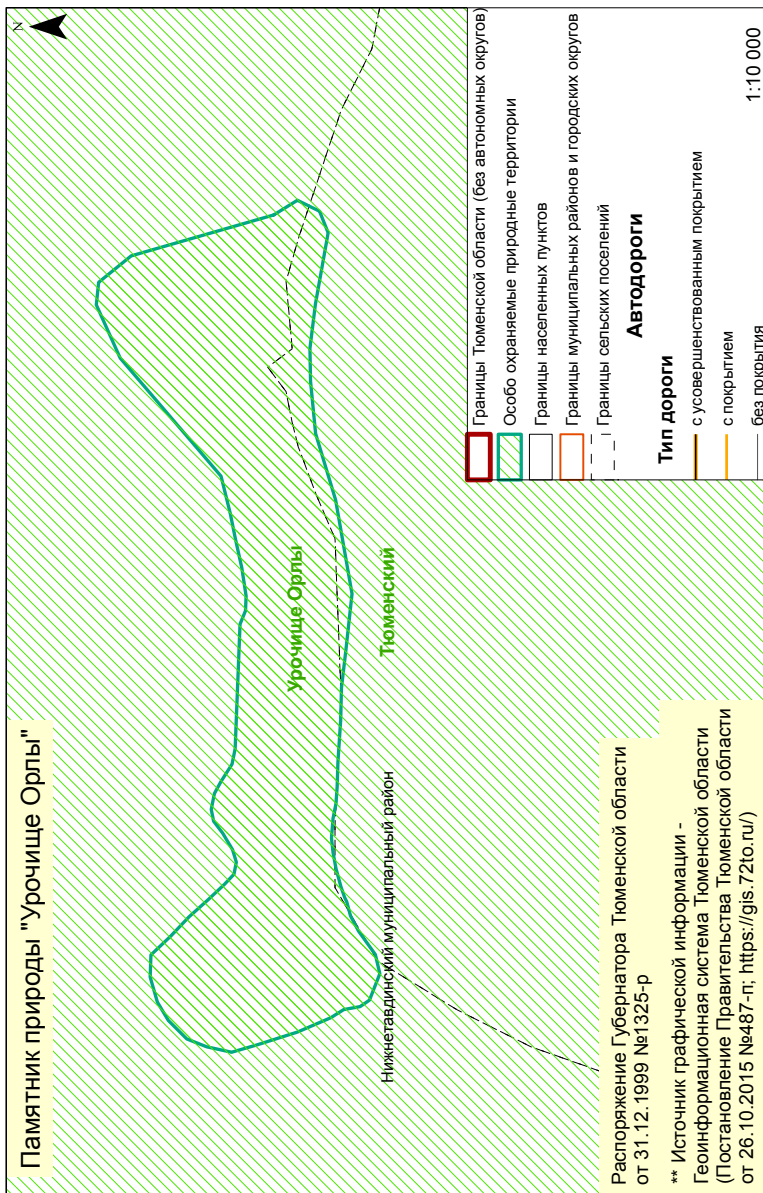 Памятник природы "Урочище Орлы"
N
Урочище Орлы
Тюменский
Нижнетавдинский муниципальный район
Распоряжение Губернатора Тюменской области
от 31.12.1999 №1325-р
** Источник графической информации -
Геоинформационная система Тюменской области
(Постановление Правительства Тюменской области
от 26.10.2015 №487-п; https://gis.72to.ru/)
Границы Тюменской области (без автономных округов)
Особо охраняемые природные территории
Границы населенных пунктов
Границы муниципальных районов и городских округов
Границы сельских поселений
Автодороги
Тип дороги
с усовершенствованным покрытием
с покрытием
без покрытия
1:10 000